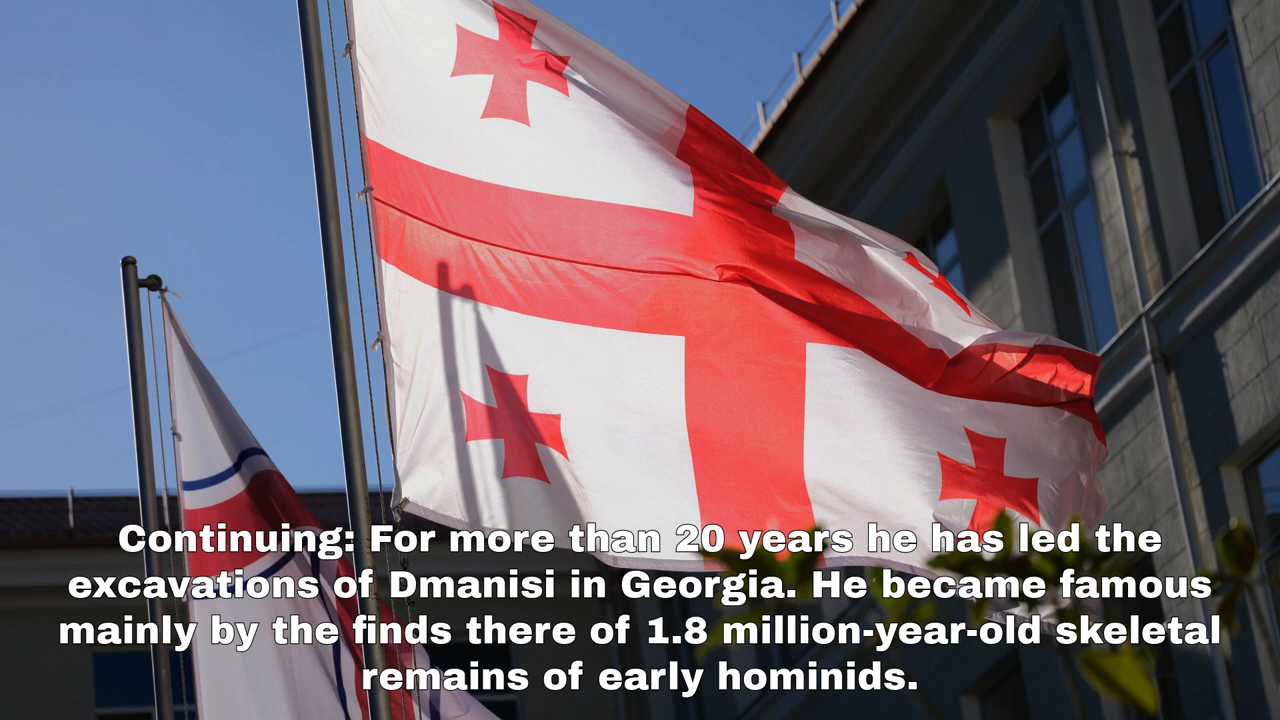 Continuing: For more than 20 years he has led the
excavations of Dmanisi in Georgia. He became famous
mainly by the finds there of 1.8 million-year-old skeletal
remains of early hominids.